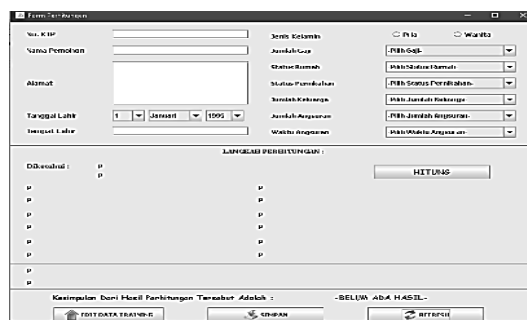 Form Perhitungan
No. KTP
Nama Pemohon
Alamat
Tanggal Lahir 1 Januari 1995
Tempat Lahir
Jenis Kelamin Pria Wanita
Jumlah Gaji -Pilih Gaji-
Status Rumah -Pilih Status Rumah-
Status Pernikahan -Pilih Status Pernikahan-
Jumlah Keluarga -Pilih Jumlah Keluarga-
Jumlah Angsuran -Pilih Jumlah Angsuran-
Waktu Angsuran -Pilih Waktu Angsuran-
LANGKAH PERHITUNGAN :
Diketahui : P
P
HITUNG
P P
P P
P P
P P
P P
P P
P
P
Kesimpulan Dari Hasil Perhitungan Tersebut Adalah : -BELUM ADA HASIL-
EDIT DATA TRAINING SIMPAN REFRESH